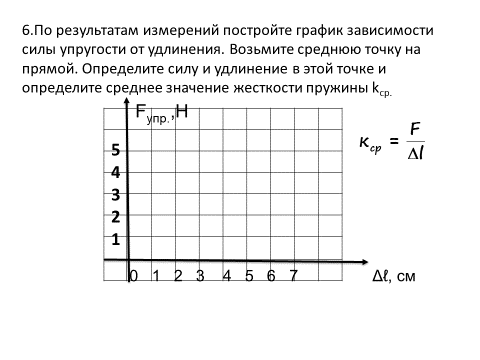 6.По результатам измерений постройте график зависимости
силы упругости от удлинения. Возьмите среднюю точку на
прямой. Определите силу и удлинение в этой точке и
определите среднее значение жесткости пружины kср.
Fупр.,Н
кср = F/Δl
5
4
3
2
1
0 1 2 3 4 5 6 7
Δℓ, см